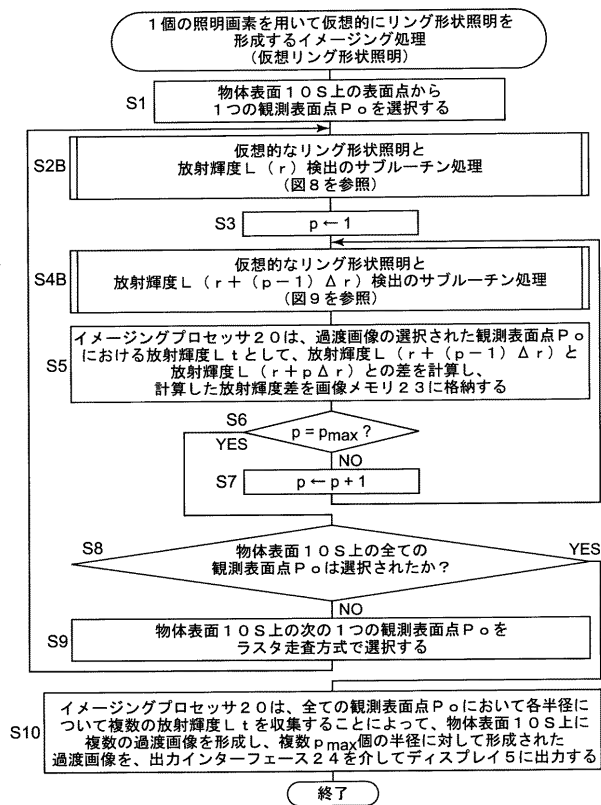 1個の照明画素を用いて仮想的にリング形状照明を
形成するイメージング処理
(仮想リング形状照明)
S1
物体表面10S上の表面点から
1つの観測表面点Poを選択する
S2B
仮想的なリング形状照明と
放射輝度L(r)検出のサブルーチン処理
(図8を参照)
S3
p←1
S4B
仮想的なリング形状照明と
放射輝度L(r+(p-1)Δr)検出のサブルーチン処理
(図9を参照)
S5
イメージングプロセッサ20は、過渡画像の選択された観測表面点Po
における放射輝度Ltとして、放射輝度L(r+(p-1)Δr)と
放射輝度L(r+pΔr)との差を計算し、
計算した放射輝度差を画像メモリ23に格納する
S6
p=pmax?
YES
NO
S7
p←p+1
S8
物体表面10S上の全ての
観測表面点Poは選択されたか?
YES
NO
S9
物体表面10S上の次の1つの観測表面点Poを
ラスタ走査方式で選択する
S10
イメージングプロセッサ20は、全ての観測表面点Poにおいて各半径に
ついて複数の放射輝度Ltを収集することによって、物体表面10S上に
複数の過渡画像を形成し、複数pmax個の半径に対して形成された
過渡画像を、出力インターフェース24を介してディスプレイ5に出力する
終了